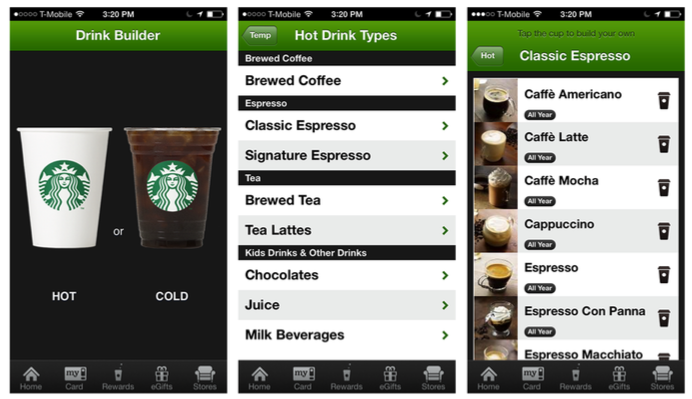 ●○○○○ T-Mobile 3:20 PM
Drink Builder
or
HOT COLD
Home my Card Rewards eGifts Stores
●○○○○ T-Mobile 3:20 PM
Temp Hot Drink Types
Brewed Coffee
Brewed Coffee
Espresso
Classic Espresso
Signature Espresso
Tea
Brewed Tea
Tea Lattes
Kids Drinks & Other Drinks
Chocolates
Juice
Milk Beverages
Home my Card Rewards eGifts Stores
●●●○○ T-Mobile 3:20 PM
Tap the cup to build your own
Hot Classic Espresso
Caffè Americano
All Year
Caffè Latte
All Year
Caffè Mocha
All Year
Cappuccino
All Year
Espresso
All Year
Espresso Con Panna
All Year
Espresso Macchiato
Home my Card Rewards eGifts Stores